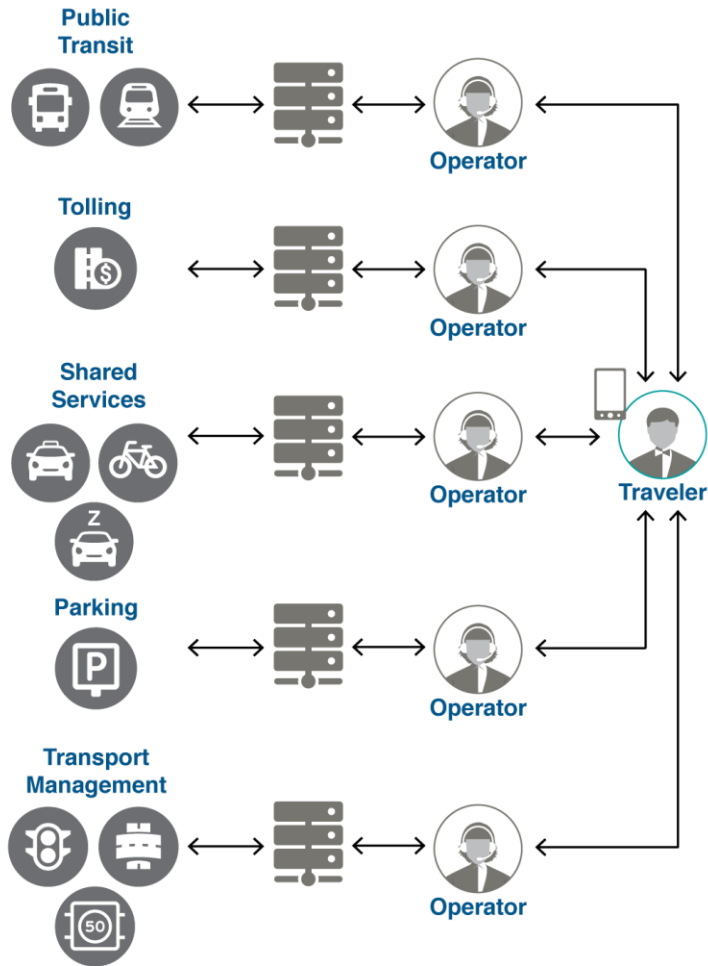 Public
Transit
Operator
Tolling
$
Operator
Shared
Services
Z
Operator
Traveler
Parking
P
Operator
Transport
Management
50
Operator